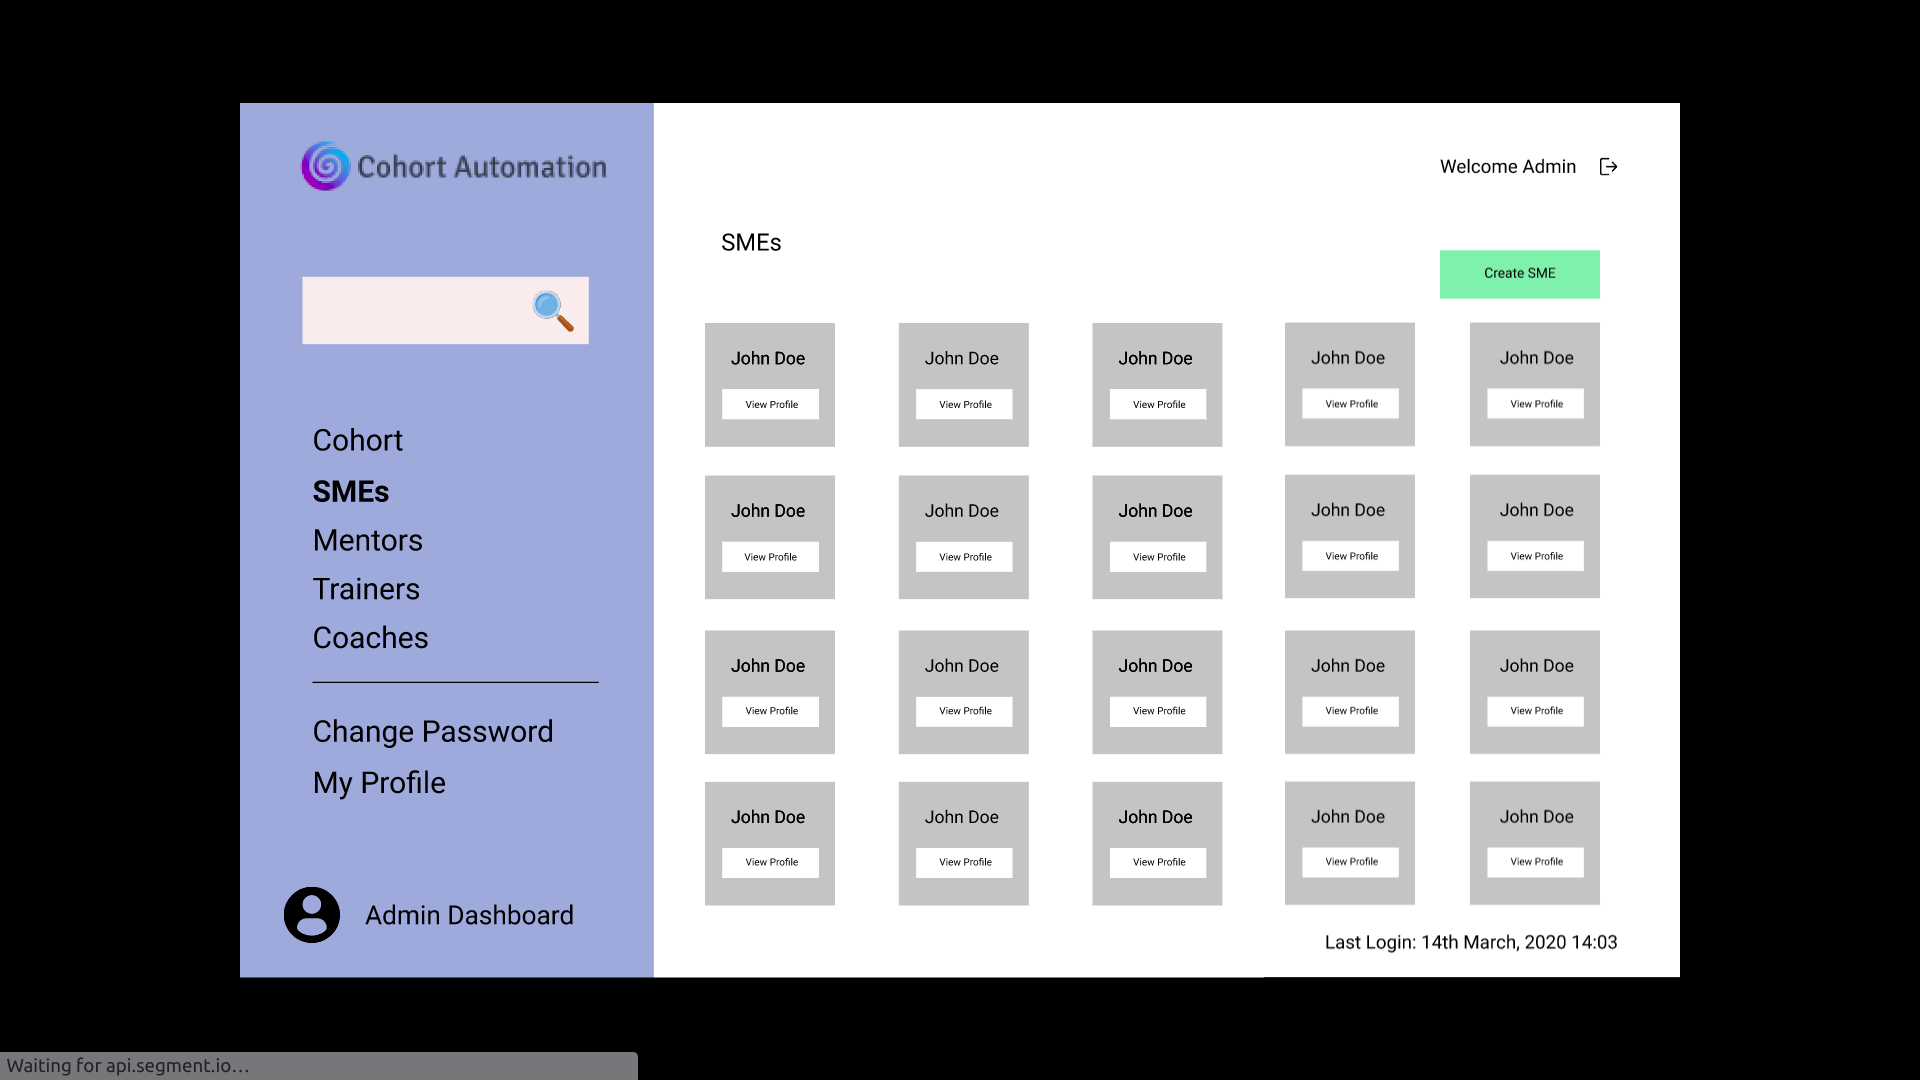 Cohort Automation
Cohort
SMEs
Mentors
Trainers
Coaches
Change Password
My Profile
Admin Dashboard
Welcome Admin
SMEs
Create SME
John Doe John Doe John Doe John Doe John Doe
View Profile View Profile View Profile View Profile View Profile
John Doe John Doe John Doe John Doe John Doe
View Profile View Profile View Profile View Profile View Profile
John Doe John Doe John Doe John Doe John Doe
View Profile View Profile View Profile View Profile View Profile
John Doe John Doe John Doe John Doe John Doe
View Profile View Profile View Profile View Profile View Profile
Last Login: 14th March, 2020 14:03
Waiting for api.segment.io...